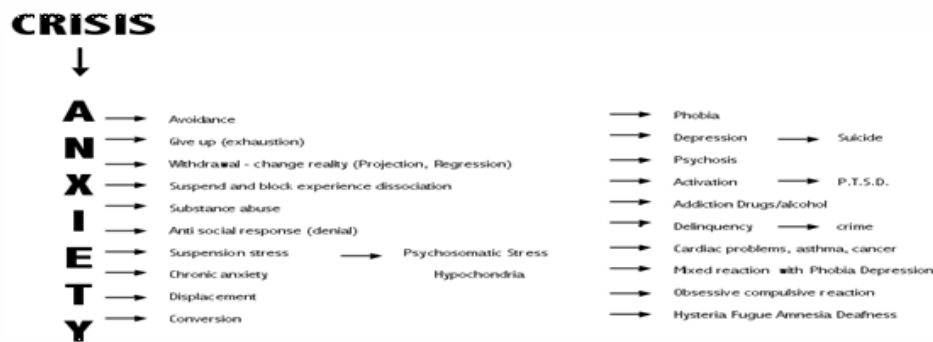 CRISIS
ANXIETY
Avoidance Phobia
Give up (exhaustion) Depression Suicide
Withdrawal - change reality (Projection, Regression) Psychosis
Suspend and block experience dissociation Activation P.T.S.D.
Substance abuse Addiction Drugs/alcohol
Anti social response (denial) Delinquency crime
Suspension stress Psychosomatic Stress Cardiac problems, asthma, cancer
Chronic anxiety Hypochondria Mixed reaction with Phobia Depression
Displacement Obsessive compulsive reaction
Conversion Hysteria Fugue Amnesia Deafness